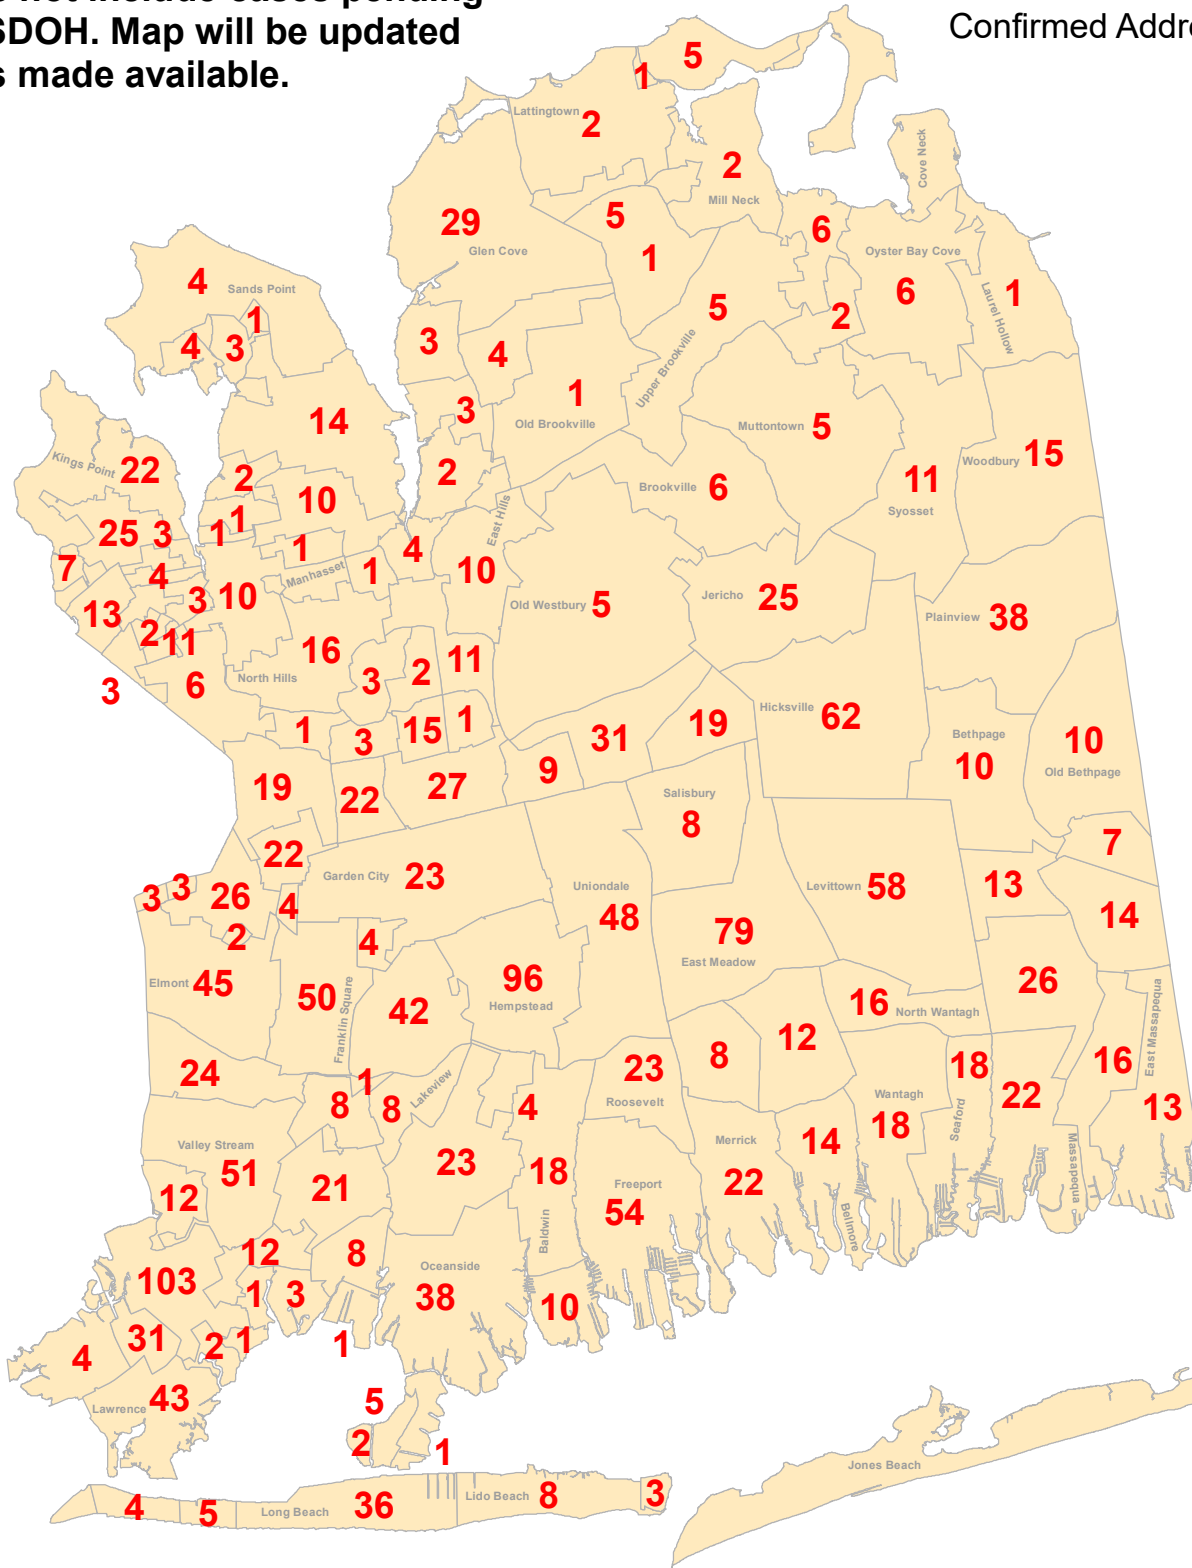 s not include cases pending
SDOH. Map will be updated
s made available.
Confirmed Addre
5
1
Lattingtown 2
2
Mill Neck
Cove Neck
29
Glen Cove
5
1
6
Oyster Bay Cove
6
2
1
Laurel Hollow
5
Upper Brookville
4
Sands Point
1
4
3
3
4
1
Old Brookville
3
14
Muttontown 5
Woodbury 15
11
Syosset
Kings Point 22
2
10
2
Brookville 6
East Hills
25
3
1
1
1
4
7
4
Manhasset
1
10
13
3
10
Old Westbury 5
Jericho 25
Plainview 38
2
11
16
11
North Hills
3
2
3
6
1
3
15
1
31
19
Hicksville 62
Bethpage
10
10
Old Bethpage
19
22
27
9
Salisbury
8
7
22
Garden City 23
Uniondale
48
Levittown 58
13
14
3
3
26
4
2
4
79
East Meadow
Elmont 45
50
Franklin Square
42
96
Hempstead
16
North Wantagh
26
East Massapequa
24
8
1
8
Lakeview
4
23
Roosevelt
8
12
18
22
16
13
Wantagh
18
Seaford
Massapequa
Valley Stream
51
12
21
23
18
Baldwin
Freeport
54
Merrick
22
14
Bellmore
12
8
103
1
3
Oceanside
38
10
31
2
1
1
4
43
Lawrence
5
2
1
Jones Beach
4
5
Long Beach 36
Lido Beach 8
3